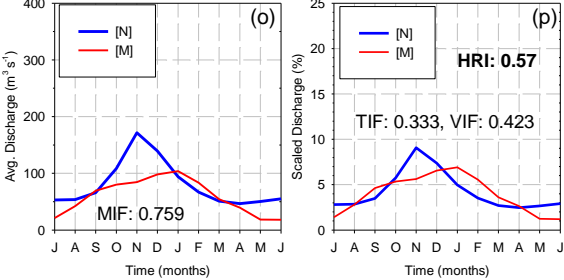 (o)
[N]
[M]
MIF: 0.759
400
300
200
100
0
Avg. Discharge (m³ s⁻¹)
J A S O N D J F M A M J
Time (months)
(p)
[N]
[M]
HRI: 0.57
TIF: 0.333, VIF: 0.423
25
20
15
10
5
0
Scaled Discharge (%)
J A S O N D J F M A M J
Time (months)